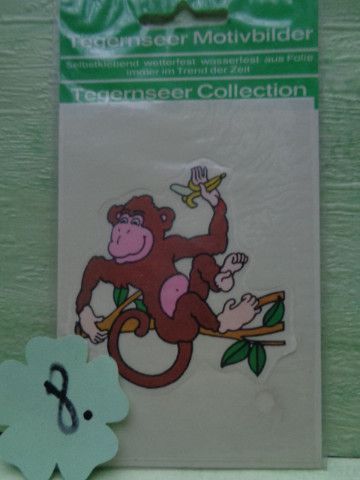 Tegernseer Motivbilder
Selbstklebend wetterfest wasserfest aus Folie
immer im Trend der Zeit
Tegernseer Collection
8.